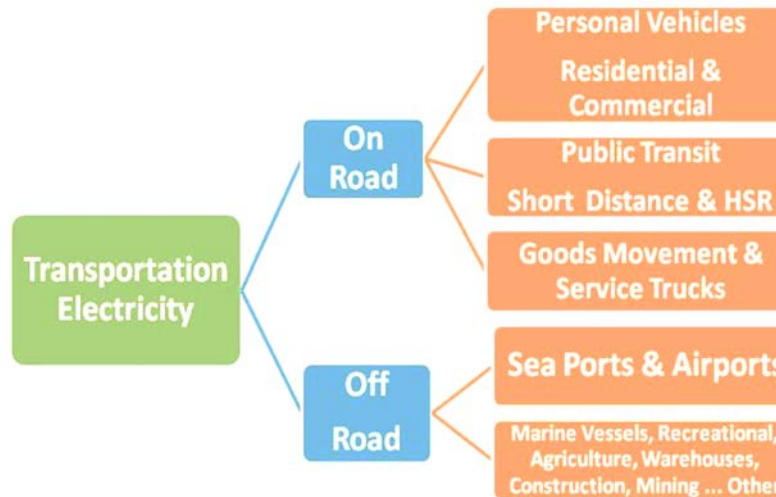 Transportation
Electricity
On
Road
Off
Road
Personal Vehicles
Residential &
Commercial
Public Transit
Short Distance & HSR
Goods Movement &
Service Trucks
Sea Ports & Airports
Marine Vessels, Recreational,
Agriculture, Warehouses,
Construction, Mining ... Other